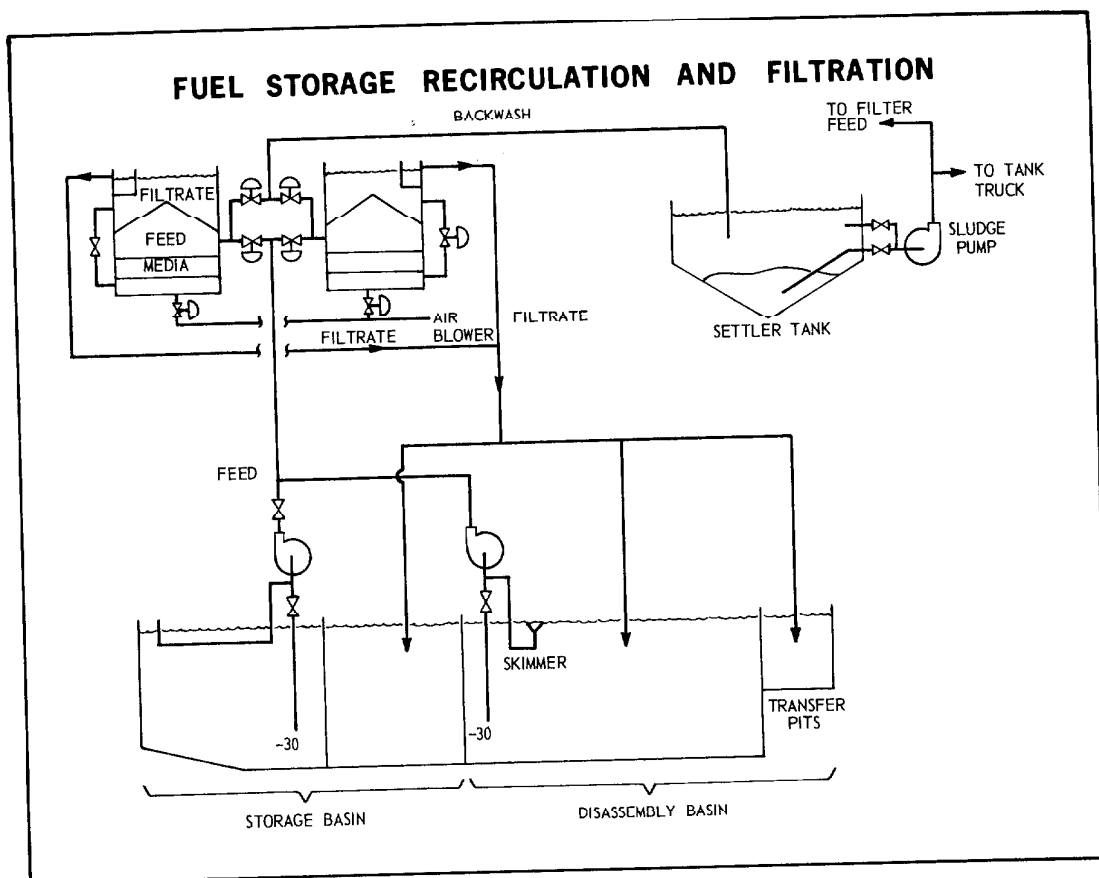 FUEL STORAGE RECIRCULATION AND FILTRATION
BACKWASH
TO FILTER
FEED
TO TANK
TRUCK
FILTRATE
FEED
MEDIA
SLUDGE
PUMP
SETTLER TANK
AIR
BLOWER
FILTRATE
FILTRATE
FEED
SKIMMER
-30
-30
TRANSFER
PITS
STORAGE BASIN
DISASSEMBLY BASIN